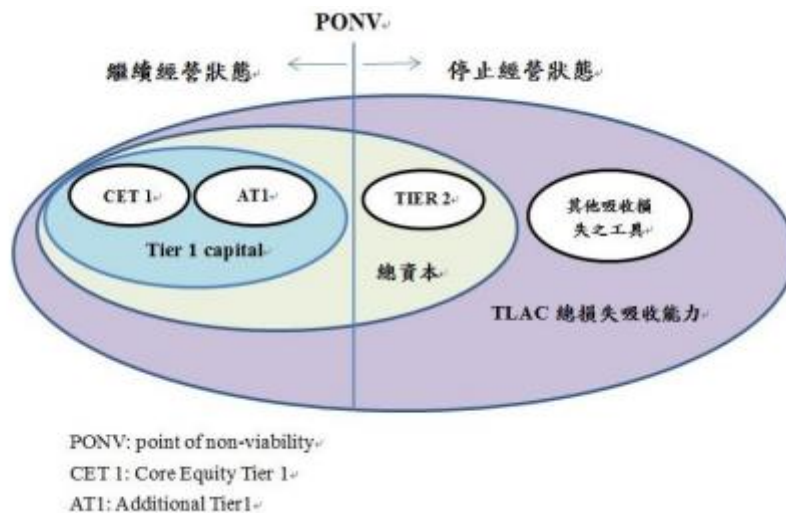 PONV
繼續經營狀態
停止經營狀態
CET 1
AT1
TIER 2
其他吸收損
失之工具
Tier 1 capital
總資本
TLAC 總損失吸收能力
PONV: point of non-viability
CET 1: Core Equity Tier 1
AT1: Additional Tier1